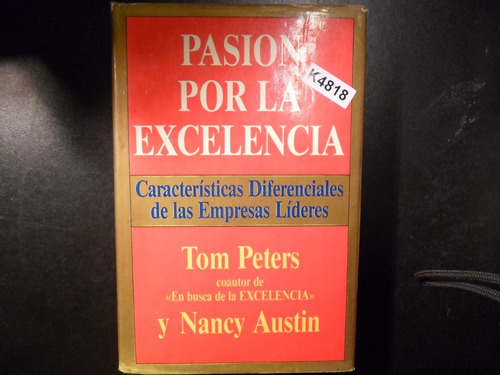 PASION
POR LA
EXCELENCIA
K4818
Características Diferenciales
de las Empresas Líderes
Tom Peters
coautor de
«En busca de la EXCELENCIA»
y Nancy Austin